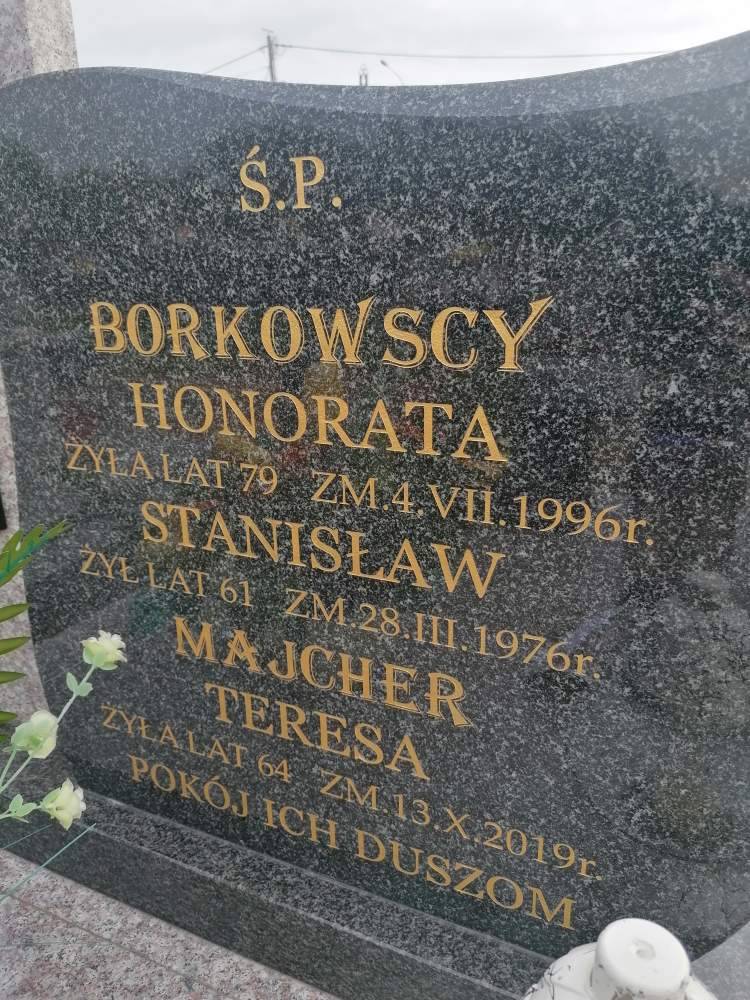 Ś.P.
BORKOWSCY
HONORATA
ŻYŁA LAT 79 ZM.4.VII.1996r.
STANISŁAW
ŻYŁ LAT 61 ZM.28.III.1976r.
MAJCHER
TERESA
ŻYŁA LAT 64 ZM.13.X.2019r.
POKÓJ ICH DUSZOM